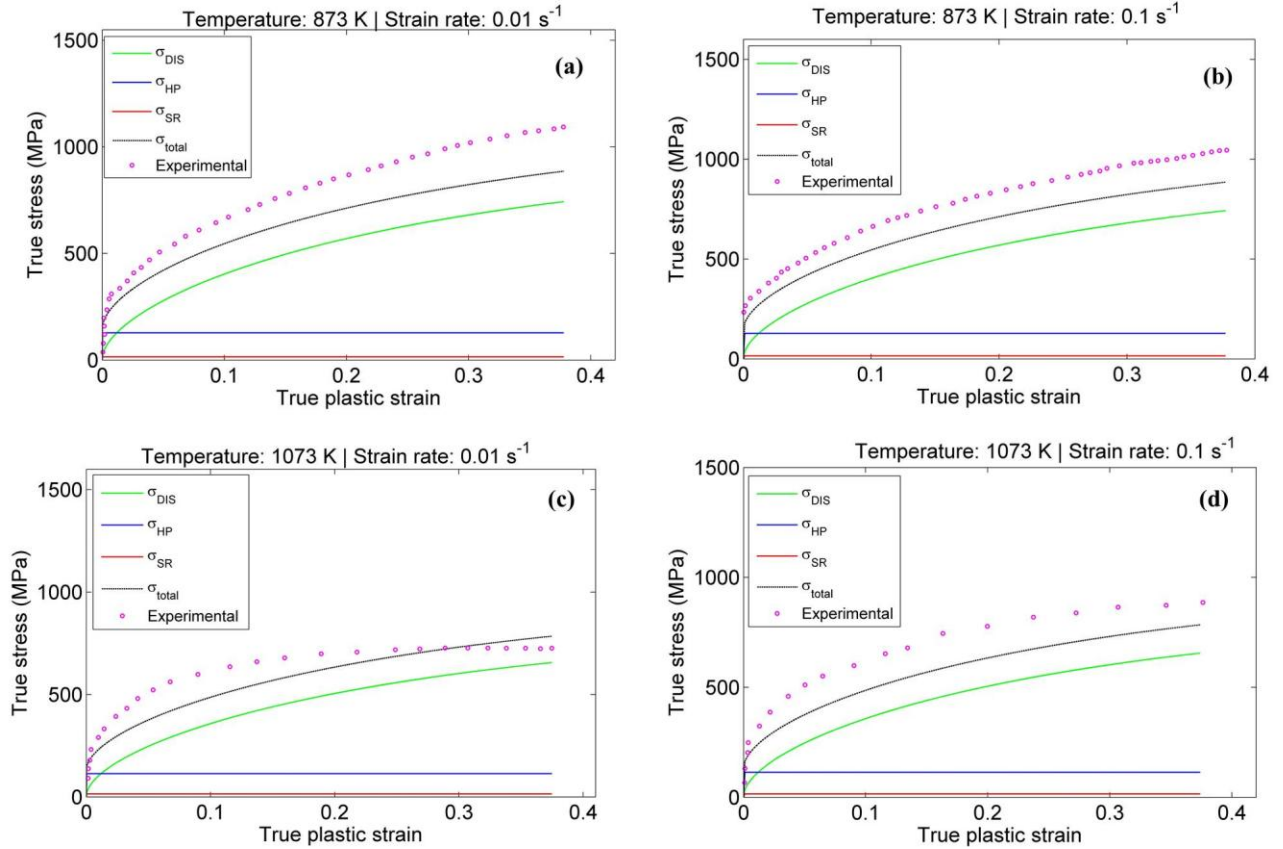 Temperature: 873 K | Strain rate: 0.01 s⁻¹
(a)
σDIS
σHP
σSR
σtotal
Experimental
1500
1000
500
0
True stress (MPa)
0 0.1 0.2 0.3 0.4
True plastic strain
Temperature: 873 K | Strain rate: 0.1 s⁻¹
(b)
σDIS
σHP
σSR
σtotal
Experimental
1500
1000
500
0
True stress (MPa)
0 0.1 0.2 0.3 0.4
True plastic strain
Temperature: 1073 K | Strain rate: 0.01 s⁻¹
(c)
σDIS
σHP
σSR
σtotal
Experimental
1500
1000
500
0
True stress (MPa)
0 0.1 0.2 0.3 0.4
True plastic strain
Temperature: 1073 K | Strain rate: 0.1 s⁻¹
(d)
σDIS
σHP
σSR
σtotal
Experimental
1500
1000
500
0
True stress (MPa)
0 0.1 0.2 0.3 0.4
True plastic strain